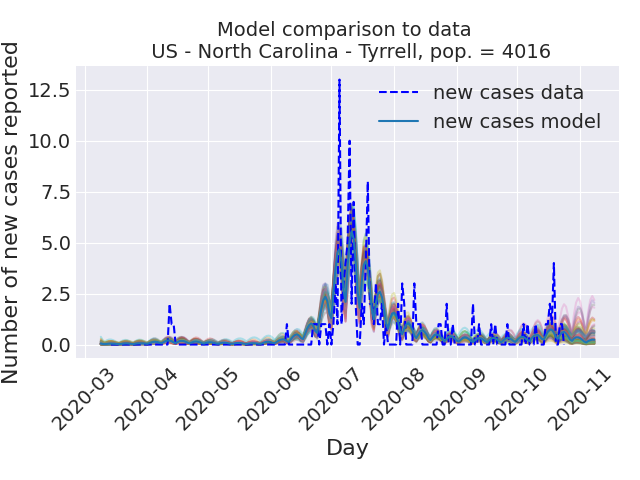 Model comparison to data
US - North Carolina - Tyrrell, pop. = 4016
Number of new cases reported
12.5
10.0
7.5
5.0
2.5
0.0
new cases data
new cases model
2020-03
2020-04
2020-05
2020-06
2020-07
2020-08
2020-09
2020-10
2020-11
Day